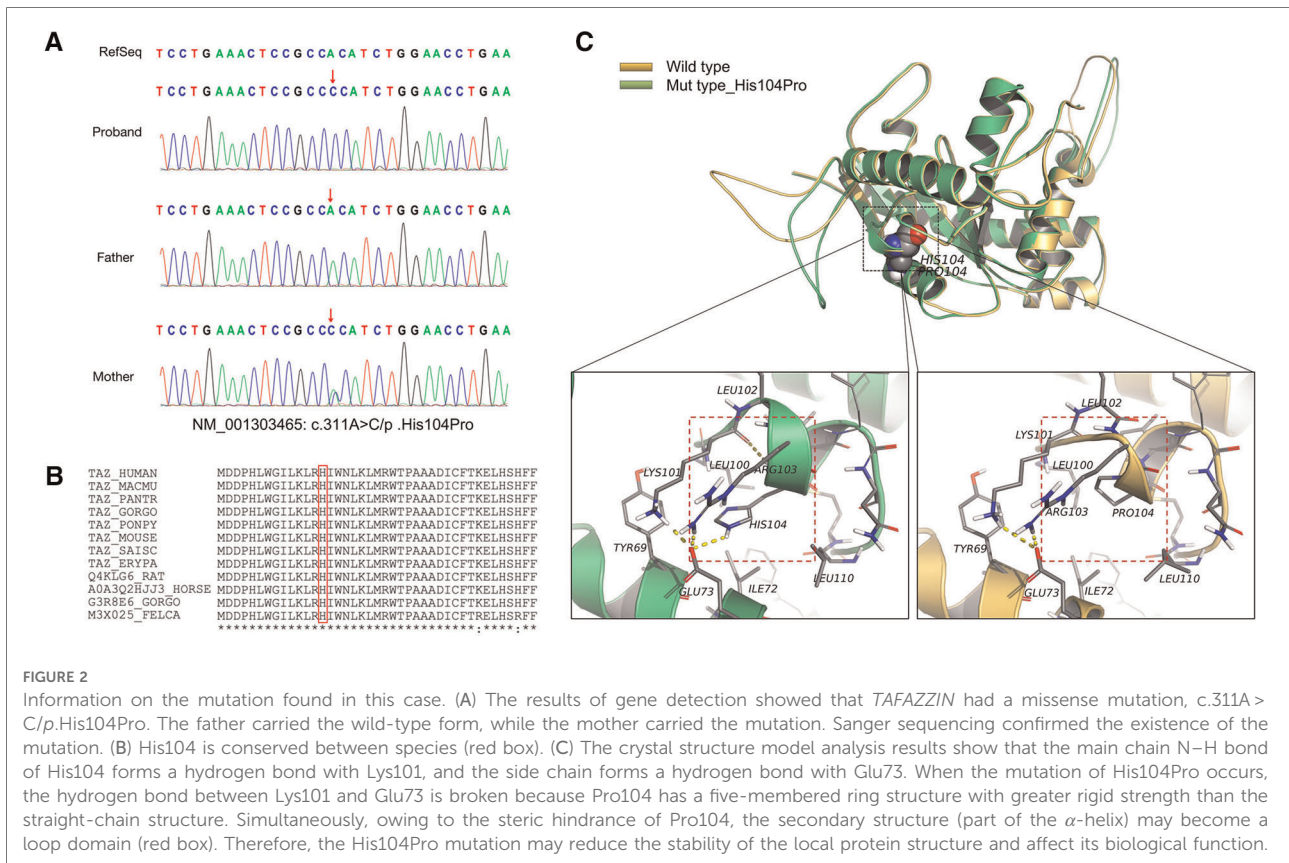 A
RefSeq
TCCTGAAACTCCGCCACATCTGGAACCTGAA
TCCTGAAACTCCGCCCCATCTGGAACCTGAA
Proband
TCCTGAAACTCCGCCACATCTGGAACCTGAA
Father
TCCTGAAACTCCGCCCCATCTGGAACCTGAA
Mother
NM_001303465: c.311A>C/p .His104Pro
B
TAZ_HUMAN MDDPHLWGILKLRHIWNLKLMRWTPAAADICFTKELHSHFF
TAZ_MACMU MDDPHLWGILKLRHIWNLKLMRWTPAAADICFTKELHSHFF
TAZ_PANTR MDDPHLWGILKLRHIWNLKLMRWTPAAADICFTKELHSHFF
TAZ_GORGO MDDPHLWGILKLRHIWNLKLMRWTPAAADICFTKELHSHFF
TAZ_PONPY MDDPHLWGILKLRHIWNLKLMRWTPAAADICFTKELHSHFF
TAZ_MOUSE MDDPHLWGILKLRHIWNLKLMRWTPAAADICFTKELHSHFF
TAZ_SAISC MDDPHLWGILKLRHIWNLKLMRWTPAAADICFTKELHSHFF
TAZ_ERYPA MDDPHLWGILKLRHIWNLKLMRWTPAAADICFTKELHSHFF
Q4KLG6_RAT MDDPHLWGILKLRHIWNLKLMRWTPAAADICFTKELHSHFF
A0A3Q2HJJ3_HORSE MDDPHLWGILKLRHIWNLKLMRWTPAAADICFTKELHSHFF
G3R8E6_GORGO MDDPHLWGILKLRHIWNLKLMRWTPAAADICFTKELHSHFF
M3X025_FELCA MDDPHLWGILKLRHIWNLKLMRWTPAAADICFTRELHSRFF
*********************************:****:**
C
Wild type
Mut type_His104Pro
HIS104
PRO104
LEU102
LYS101
LEU100
ARG103
HIS104
TYR69
LEU110
GLU73
ILE72
LEU102
LYS101
LEU100
ARG103
PRO104
TYR69
LEU110
GLU73
ILE72
FIGURE 2
Information on the mutation found in this case. (A) The results of gene detection showed that TAFAZZIN had a missense mutation, c.311A >
C/p.His104Pro. The father carried the wild-type form, while the mother carried the mutation. Sanger sequencing confirmed the existence of the
mutation. (B) His104 is conserved between species (red box). (C) The crystal structure model analysis results show that the main chain N–H bond
of His104 forms a hydrogen bond with Lys101, and the side chain forms a hydrogen bond with Glu73. When the mutation of His104Pro occurs,
the hydrogen bond between Lys101 and Glu73 is broken because Pro104 has a five-membered ring structure with greater rigid strength than the
straight-chain structure. Simultaneously, owing to the steric hindrance of Pro104, the secondary structure (part of the α-helix) may become a
loop domain (red box). Therefore, the His104Pro mutation may reduce the stability of the local protein structure and affect its biological function.